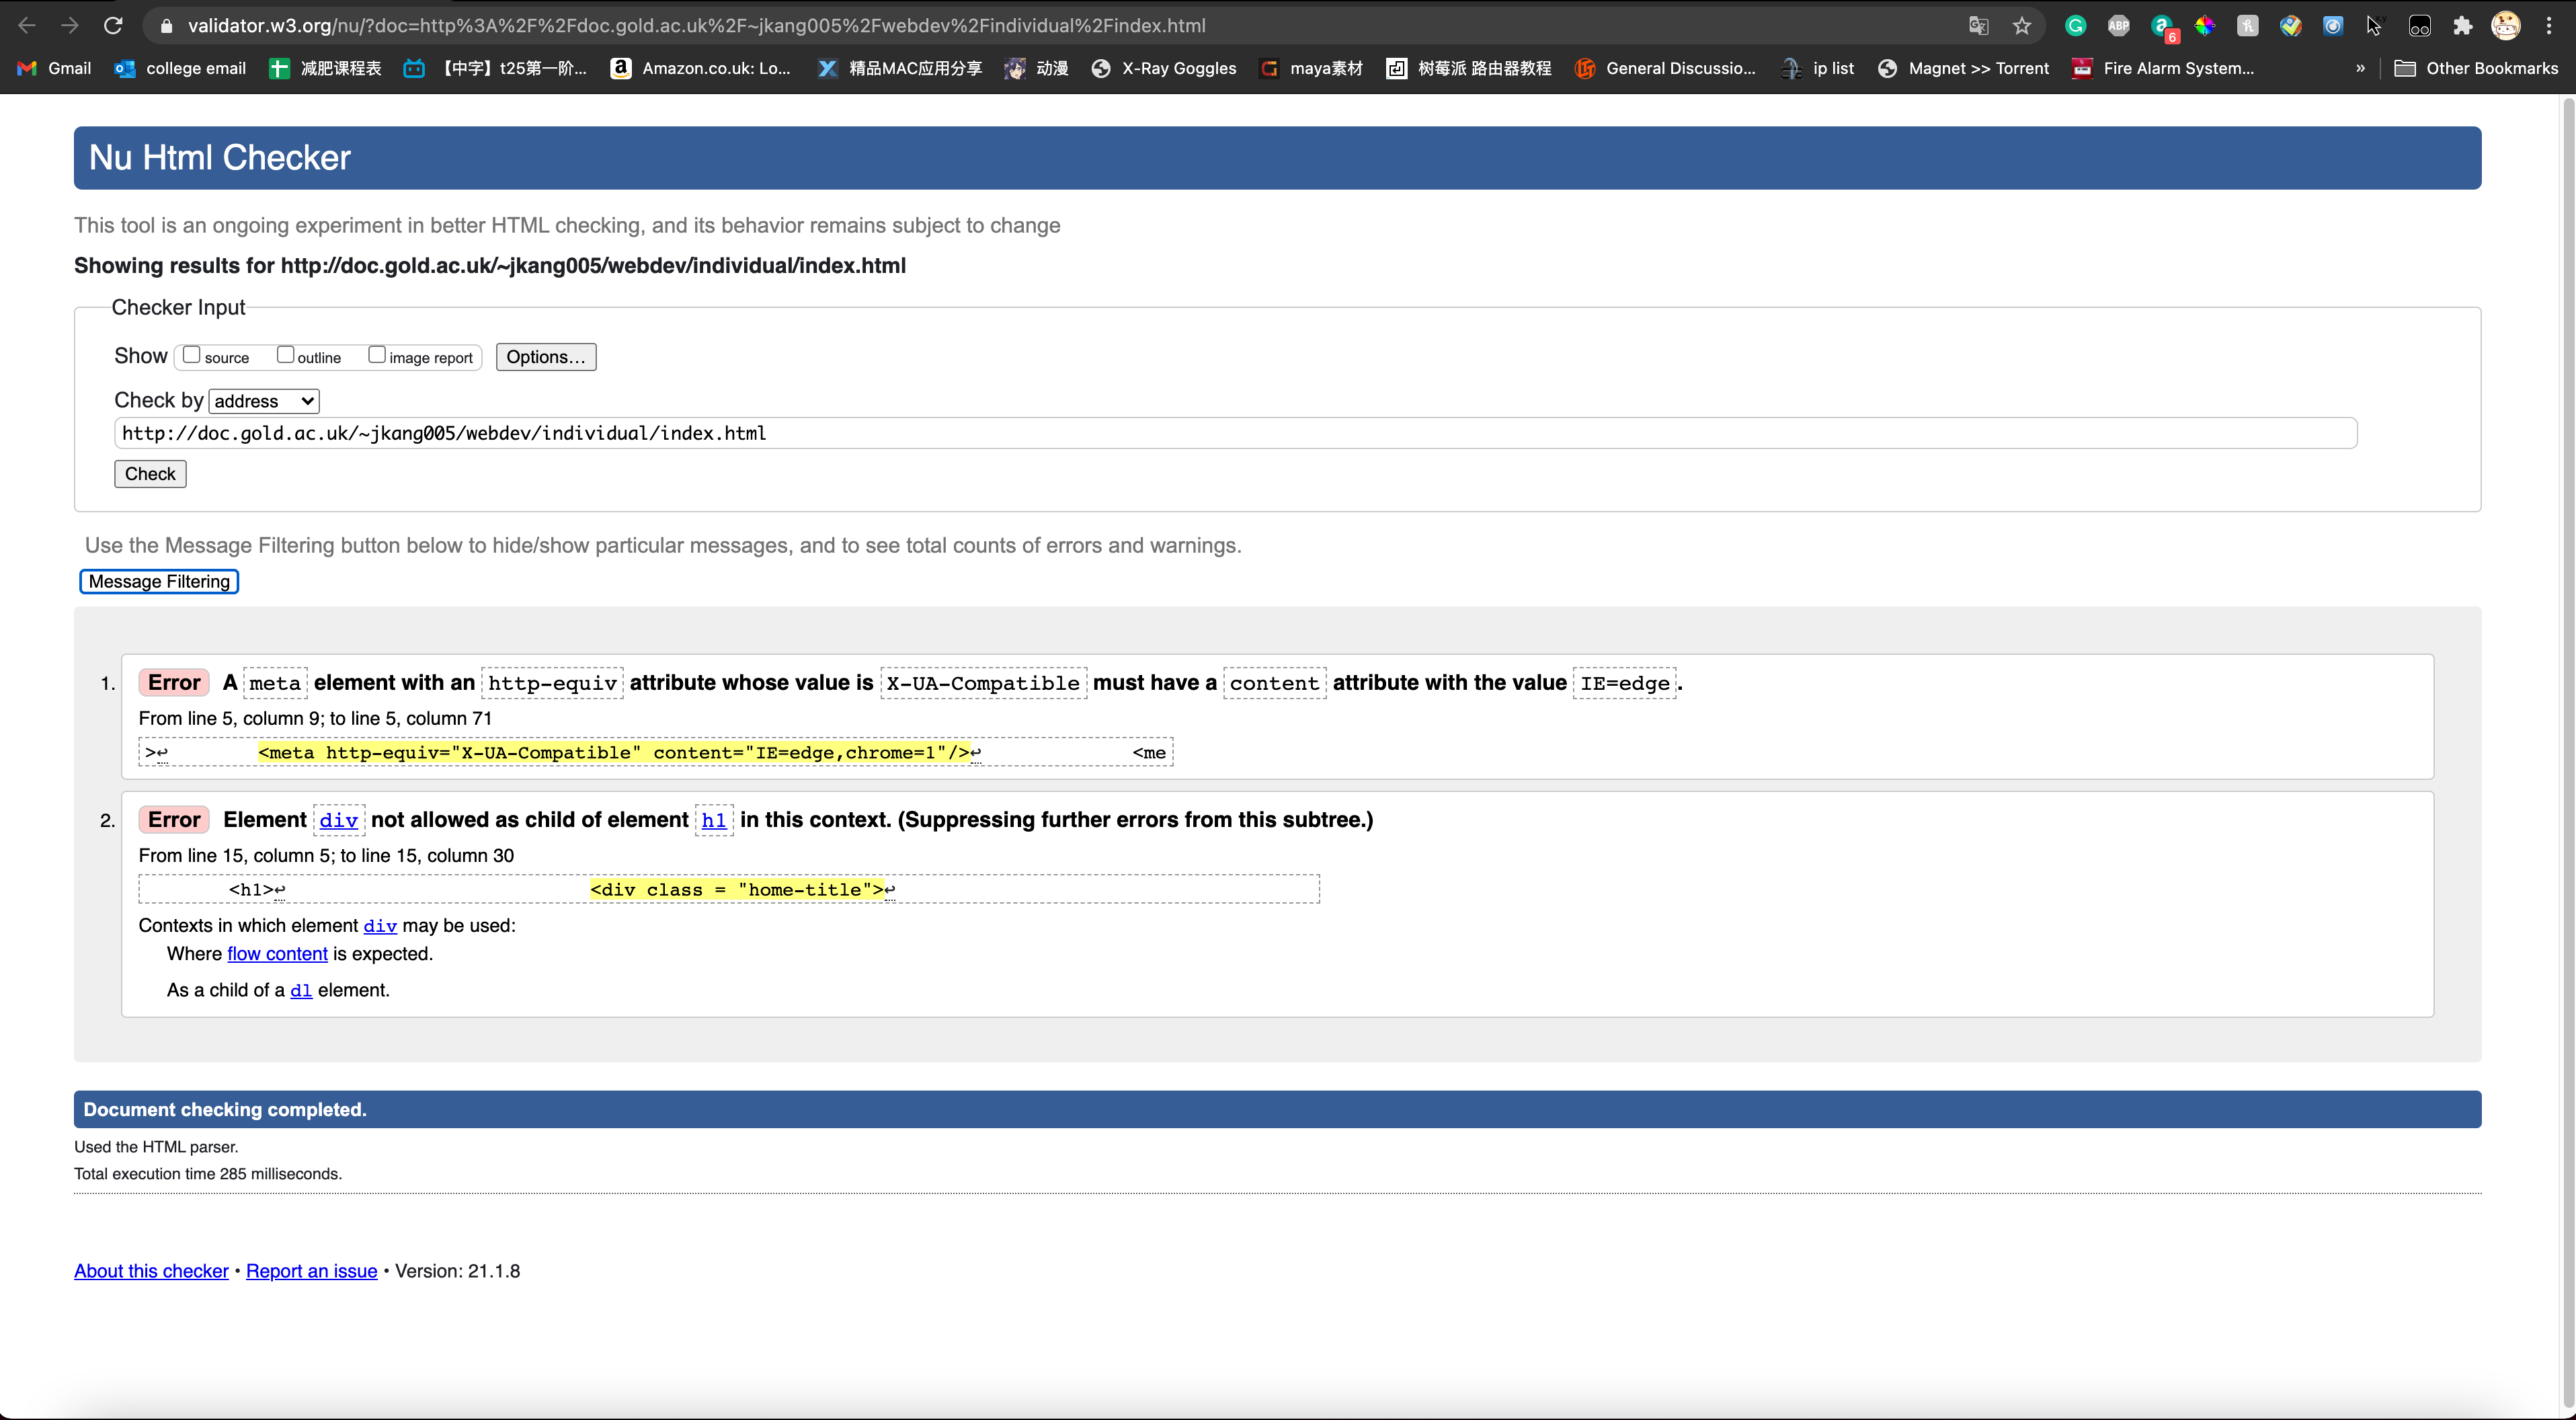 validator.w3.org/nu/?doc=http%3A%2F%2Fdoc.gold.ac.uk%2F~jkang005%2Fwebdev%2Findividual%2Findex.html
ABP
6
Gmail college email 减肥课程表 【中字】t25第一阶... Amazon.co.uk: Lo... 精品MAC应用分享 动漫 X-Ray Goggles maya素材 树莓派 路由器教程 General Discussio... ip list Magnet >> Torrent Fire Alarm System... » Other Bookmarks
Nu Html Checker
This tool is an ongoing experiment in better HTML checking, and its behavior remains subject to change
Showing results for http://doc.gold.ac.uk/~jkang005/webdev/individual/index.html
Checker Input
Show source outline image report Options...
Check by address
http://doc.gold.ac.uk/~jkang005/webdev/individual/index.html
Check
Use the Message Filtering button below to hide/show particular messages, and to see total counts of errors and warnings.
Message Filtering
1. Error A meta element with an http-equiv attribute whose value is X-UA-Compatible must have a content attribute with the value IE=edge.
From line 5, column 9; to line 5, column 71
>↩ <meta http-equiv="X-UA-Compatible" content="IE=edge,chrome=1"/>↩ <me
2. Error Element div not allowed as child of element h1 in this context. (Suppressing further errors from this subtree.)
From line 15, column 5; to line 15, column 30
<h1>↩ <div class = "home-title">↩
Contexts in which element div may be used:
Where flow content is expected.
As a child of a dl element.
Document checking completed.
Used the HTML parser.
Total execution time 285 milliseconds.
About this checker • Report an issue • Version: 21.1.8